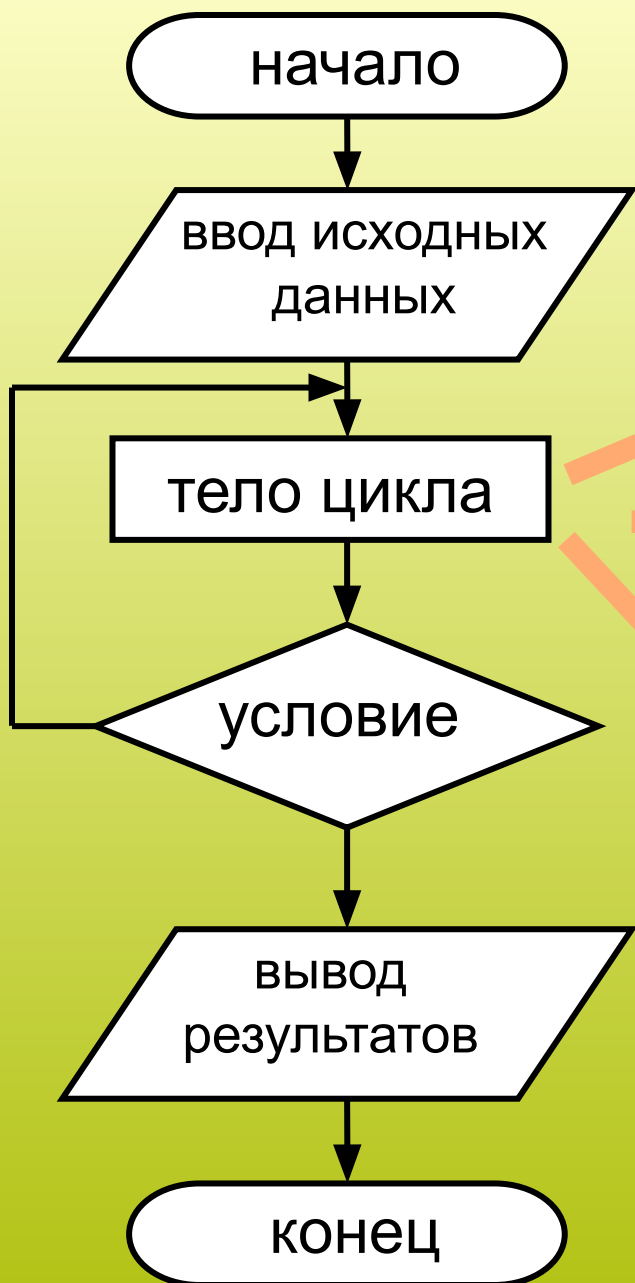 начало
ввод исходных
данных
тело цикла
условие
вывод
результатов
конец